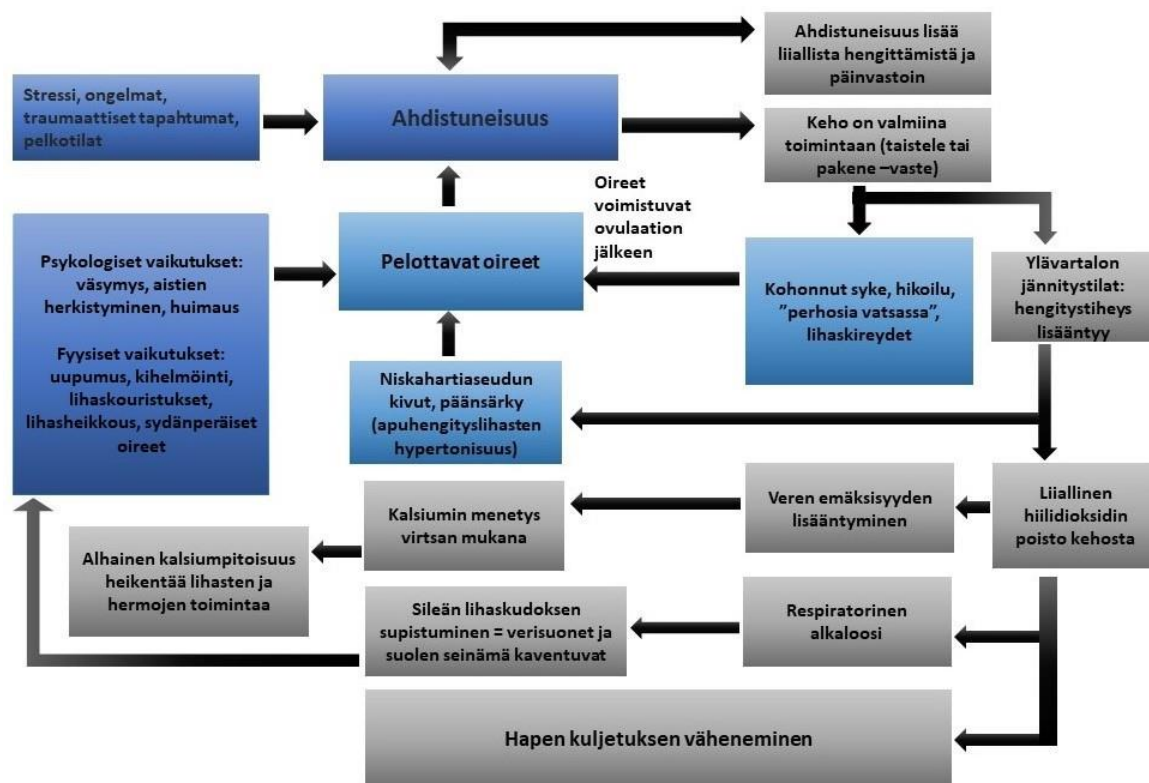 Ahdistuneisuus lisää
liiallista hengittämistä ja
päinvastoin
Stressi, ongelmat,
traumaattiset tapahtumat,
pelkotilat
Ahdistuneisuus
Keho on valmiina
toimintaan (taistele tai
pakene –vaste)
Oireet
voimistuvat
ovulaation
jälkeen
Psykologiset vaikutukset:
väsymys, aistien
herkistyminen, huimaus
Fyysiset vaikutukset:
uupumus, kihelmöinti,
lihaskouristukset,
lihasheikkous, sydänperäiset
oireet
Pelottavat oireet
Kohonnut syke, hikoilu,
”perhosia vatsassa”,
lihaskireydet
Ylävartalon
jännitystilat:
hengitystiheys
lisääntyy
Niskahartiaseudun
kivut, päänsärky
(apuhengityslihasten
hypertonisuus)
Kalsiumin menetys
virtsan mukana
Veren emäksisyyden
lisääntyminen
Liiallinen
hiilidioksidin
poisto kehosta
Alhainen kalsiumpitoisuus
heikentää lihasten ja
hermojen toimintaa
Sileän lihaskudoksen
supistuminen = verisuonet ja
suolen seinämä kaventuvat
Respiratorinen
alkaloosi
Hapen kuljetuksen väheneminen